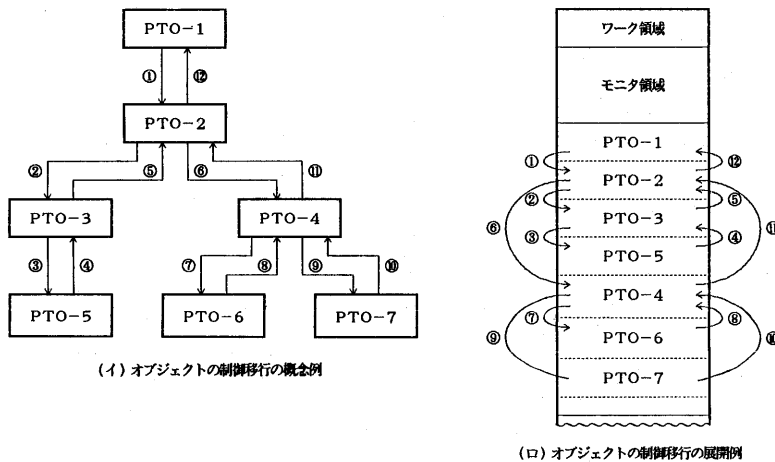 PTO-1
① ⑫
PTO-2
② ⑤ ⑥ ⑪
PTO-3 PTO-4
③ ④ ⑦ ⑧ ⑨ ⑩
PTO-5 PTO-6 PTO-7
(イ) オブジェクトの制御移行の概念例
ワーク領域
モニタ領域
PTO-1
① ⑫
PTO-2
② ⑤
PTO-3
⑥ ③ ④ ⑪
PTO-5
PTO-4
⑦ ⑧
⑨ PTO-6 ⑩
PTO-7
(ロ) オブジェクトの制御移行の展開例